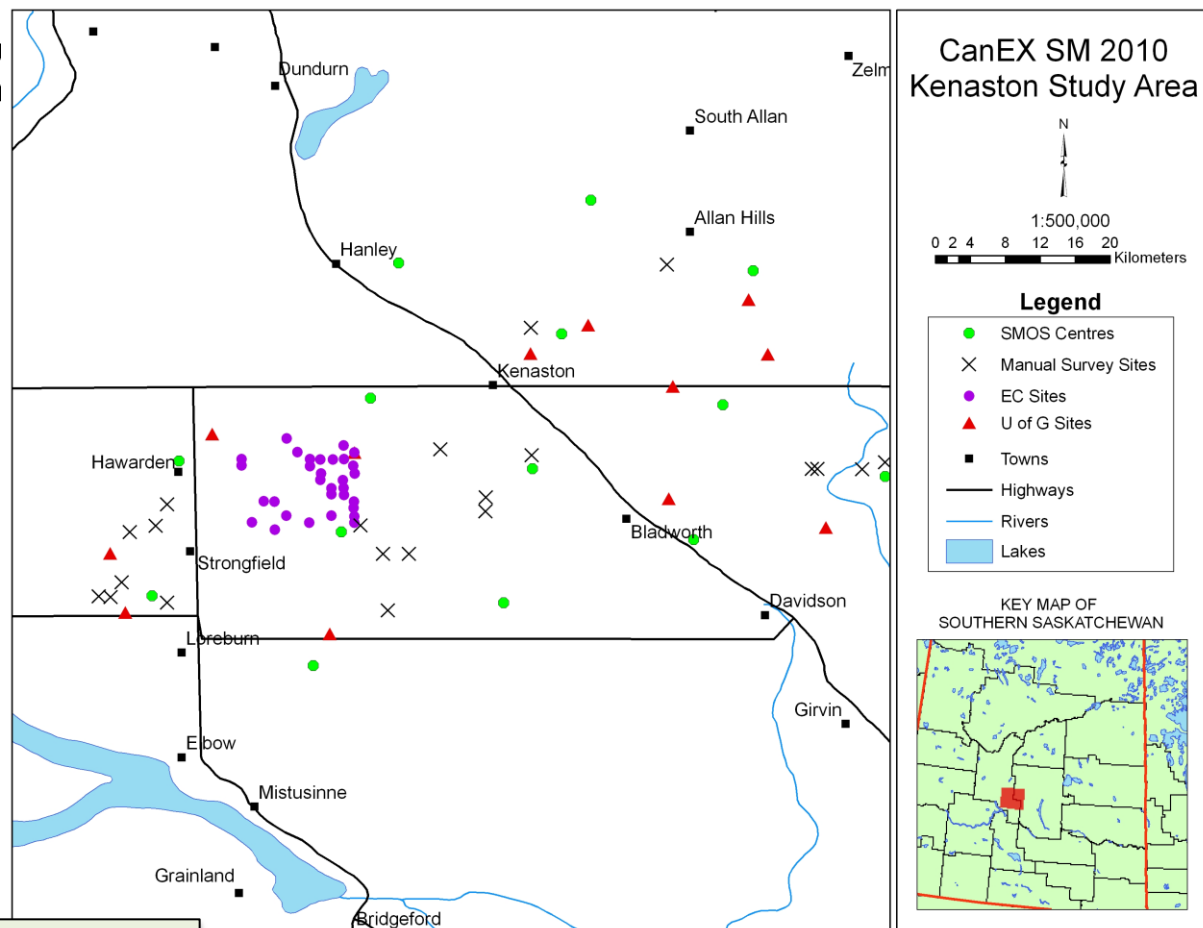 Dundurn
Zelm
South Allan
Allan Hills
Hanley
Kenaston
Hawarden
Bladworth
Strongfield
Davidson
Loreburn
Girvin
Elbow
Mistusinne
Grainland
Bridgeford
CanEX SM 2010
Kenaston Study Area
N
1:500,000
0 2 4 8 12 16 20
Kilometers
Legend
SMOS Centres
Manual Survey Sites
EC Sites
U of G Sites
Towns
Highways
Rivers
Lakes
KEY MAP OF
SOUTHERN SASKATCHEWAN